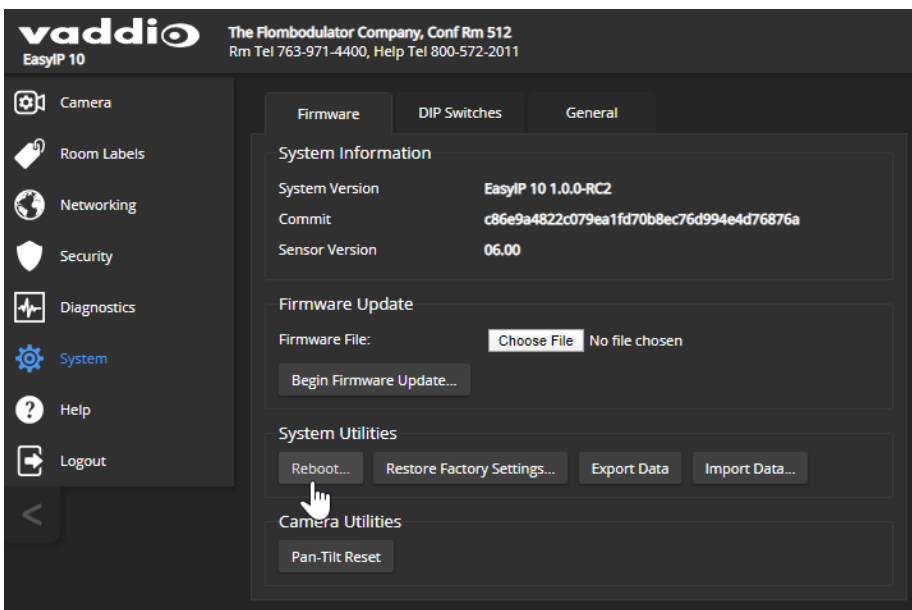 vaddio
EasyIP 10
The Flombodulator Company, Conf Rm 512
Rm Tel 763-971-4400, Help Tel 800-572-2011
Camera
Room Labels
Networking
Security
Diagnostics
System
Help
Logout
<
Firmware DIP Switches General
System Information
System Version EasyIP 10 1.0.0-RC2
Commit c86e9a4822c079ea1fd70b8ec76d994e4d76876a
Sensor Version 06.00
Firmware Update
Firmware File: Choose File No file chosen
Begin Firmware Update...
System Utilities
Reboot... Restore Factory Settings... Export Data Import Data...
Camera Utilities
Pan-Tilt Reset